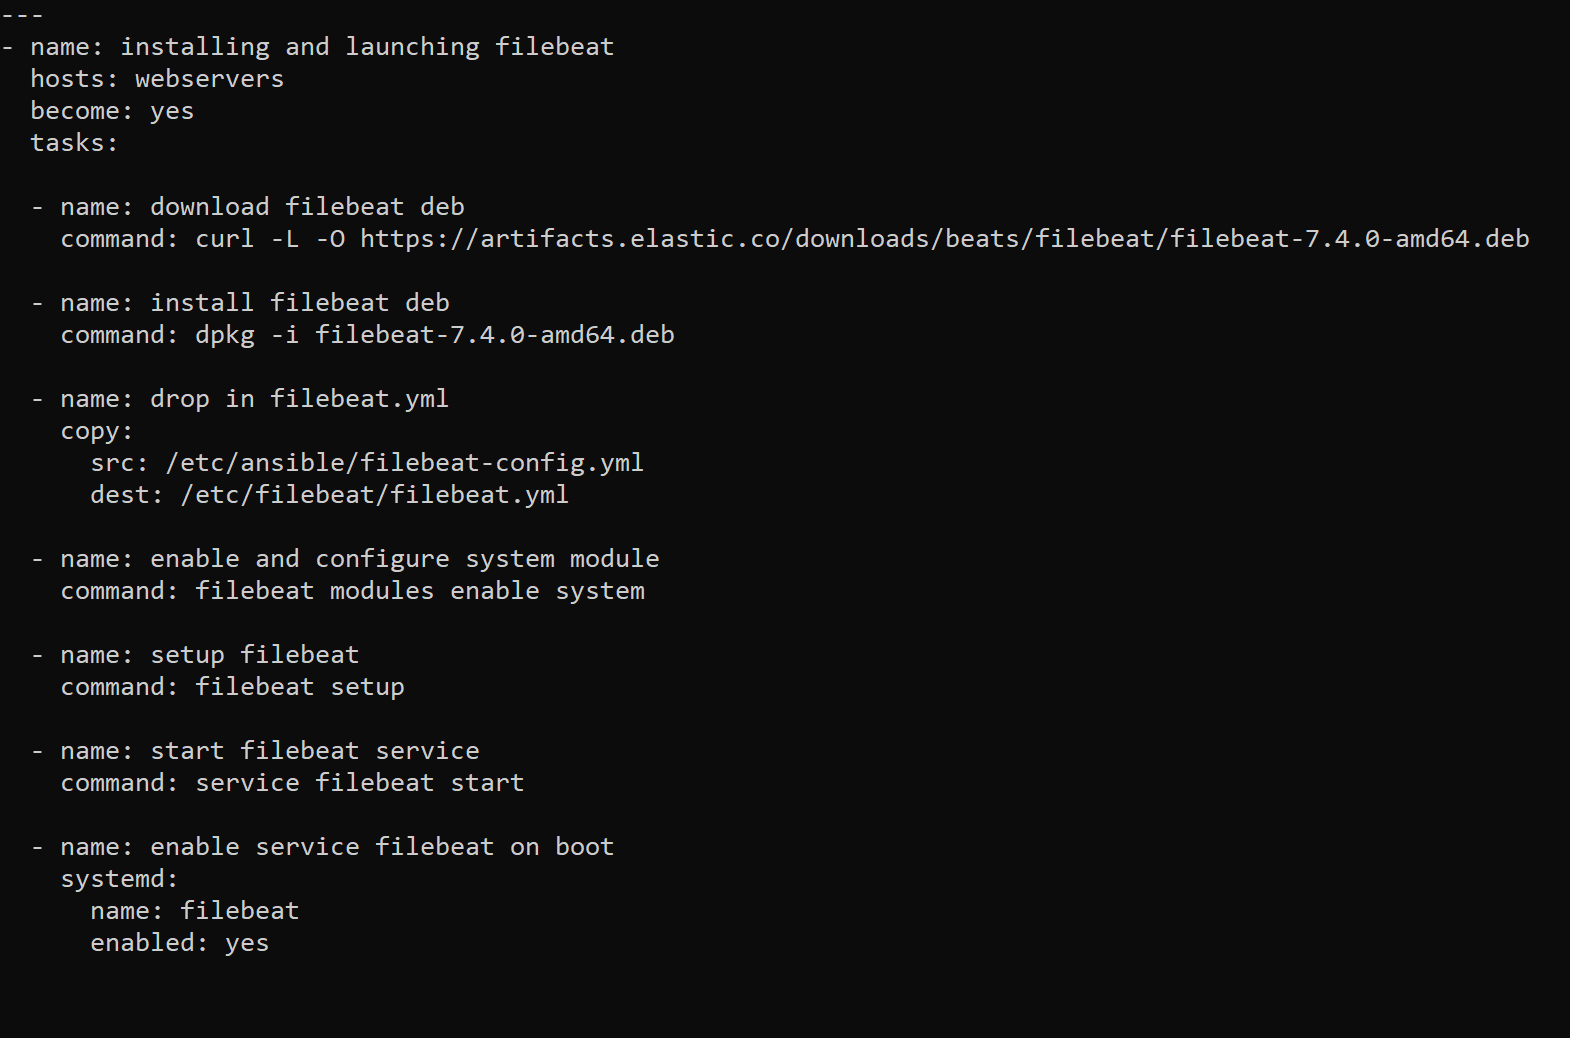 ---
- name: installing and launching filebeat
  hosts: webservers
  become: yes
  tasks:

  - name: download filebeat deb
    command: curl -L -O https://artifacts.elastic.co/downloads/beats/filebeat/filebeat-7.4.0-amd64.deb

  - name: install filebeat deb
    command: dpkg -i filebeat-7.4.0-amd64.deb

  - name: drop in filebeat.yml
    copy:
      src: /etc/ansible/filebeat-config.yml
      dest: /etc/filebeat/filebeat.yml

  - name: enable and configure system module
    command: filebeat modules enable system

  - name: setup filebeat
    command: filebeat setup

  - name: start filebeat service
    command: service filebeat start

  - name: enable service filebeat on boot
    systemd:
      name: filebeat
      enabled: yes